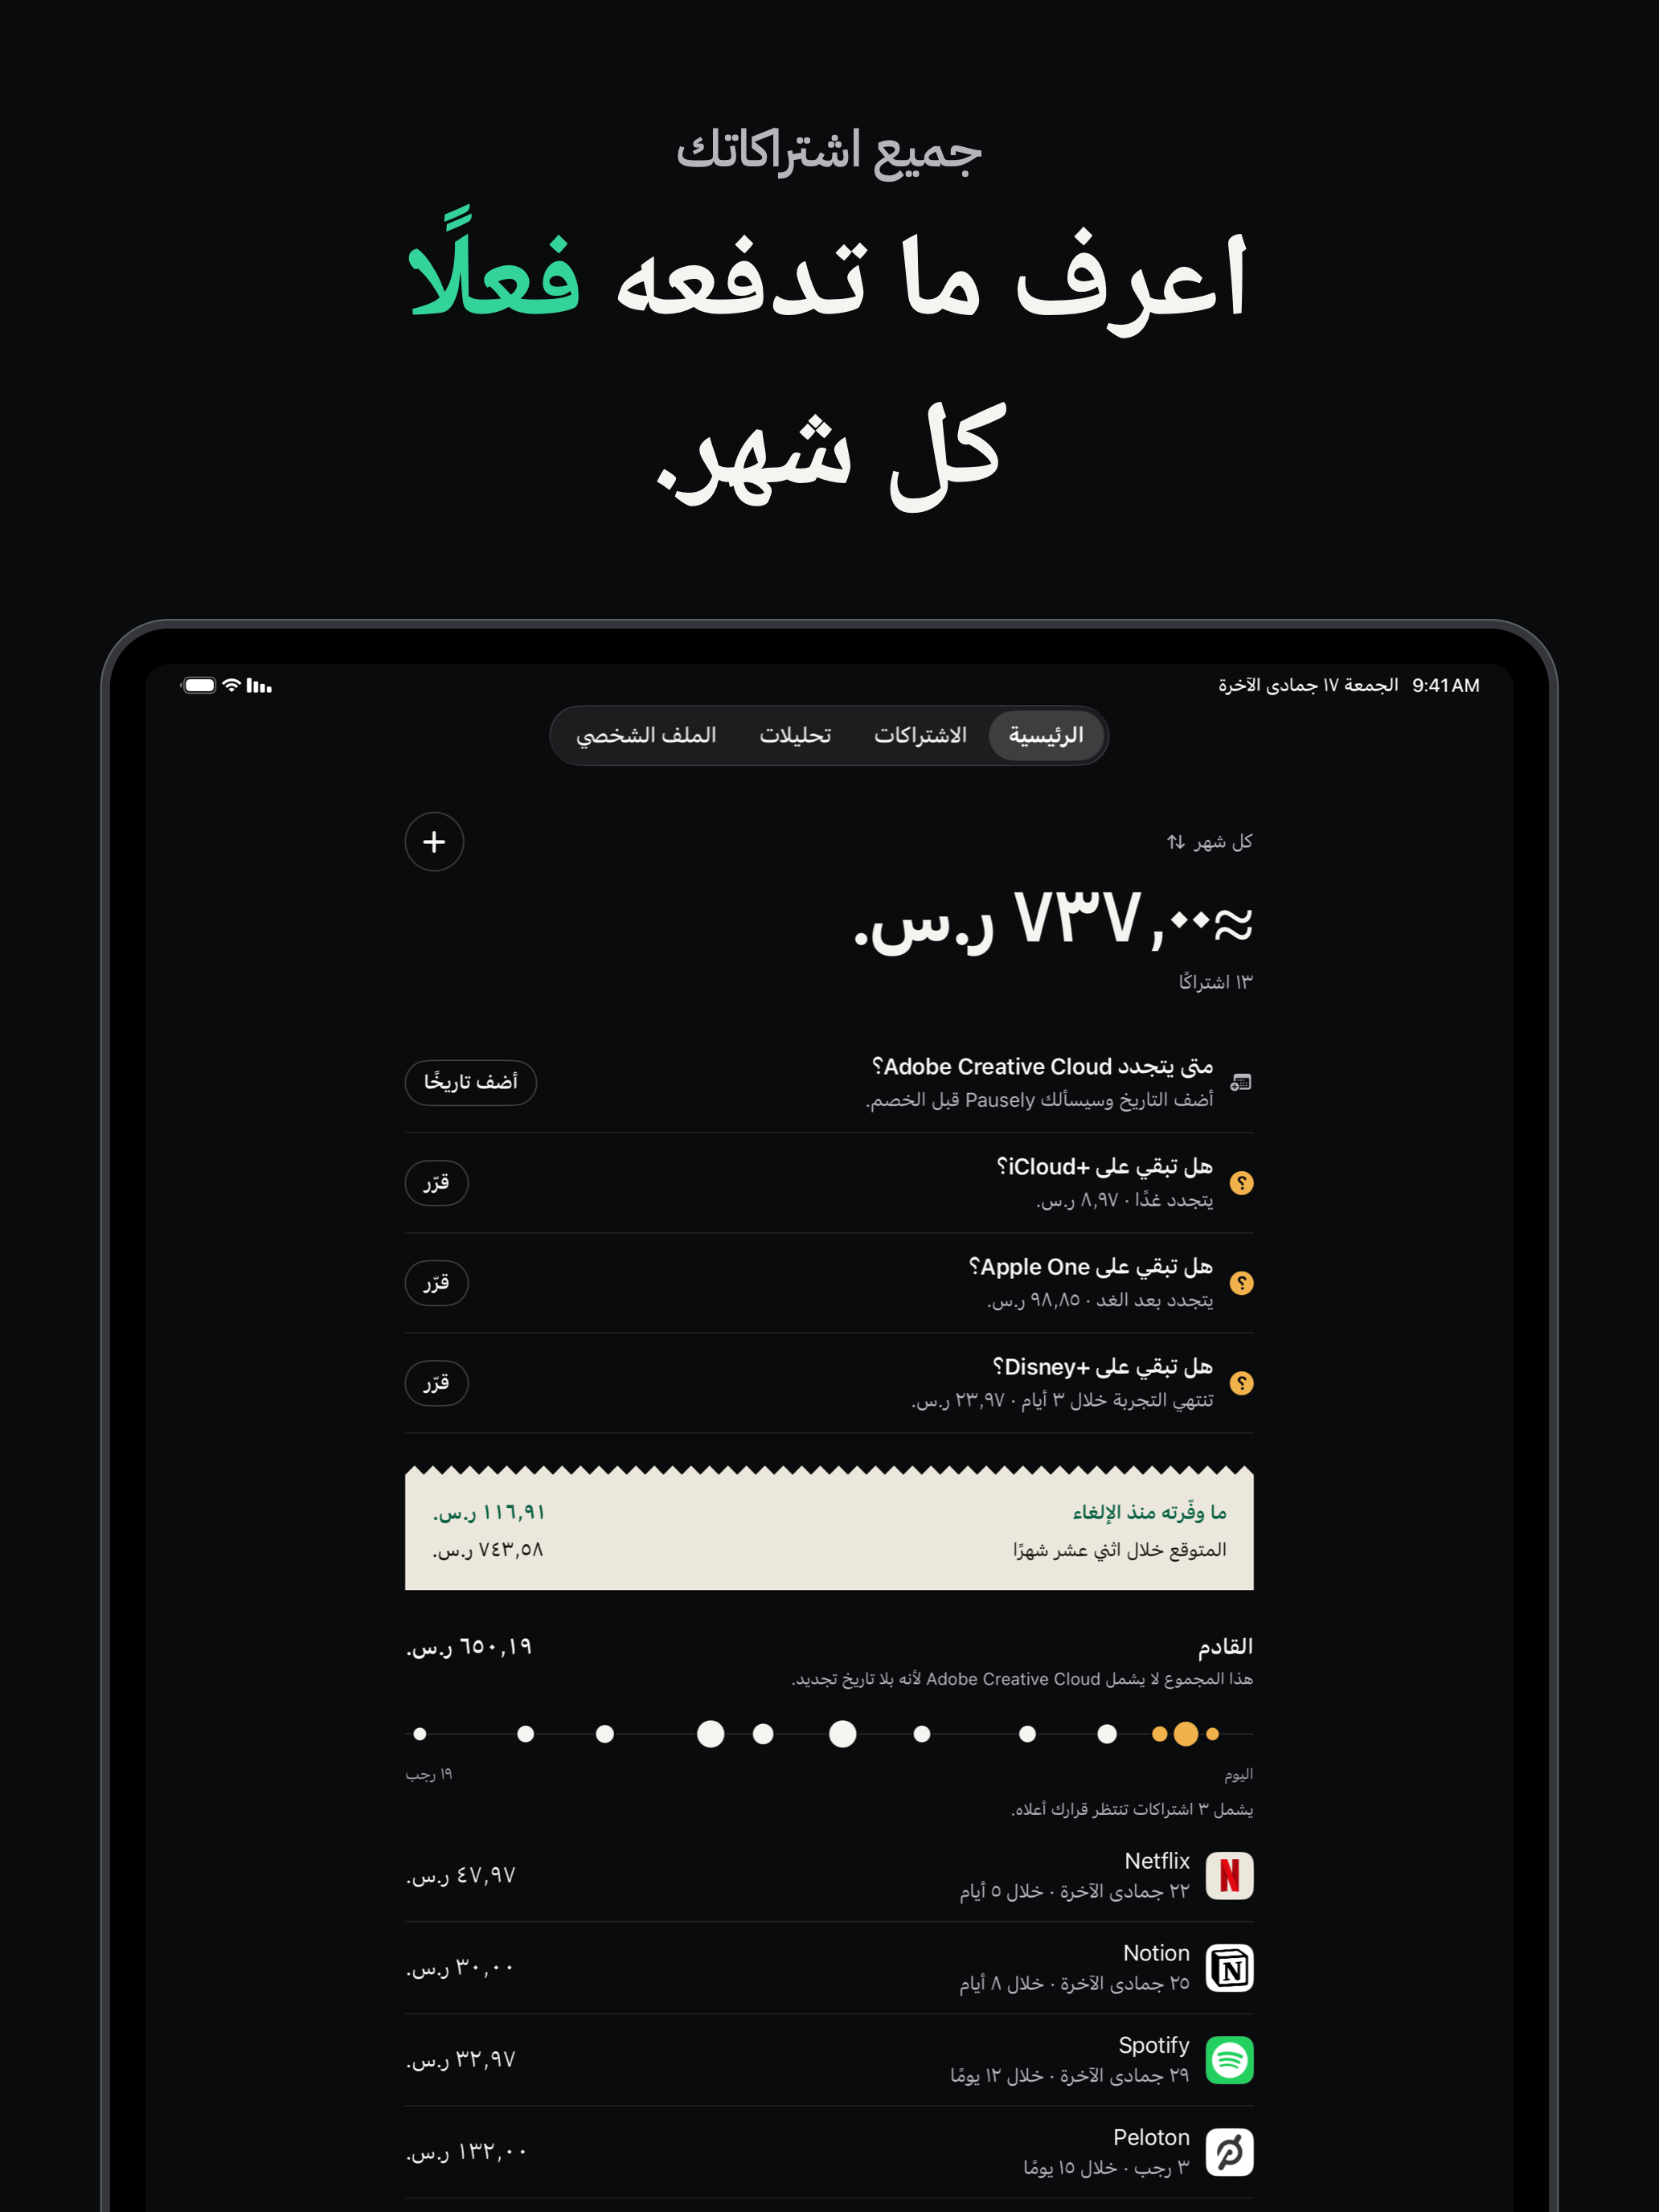 جميع اشتراكاتك
اعرف ما تدفعه فعلًا
كل شهر.
9:41 AM الجمعة ١٧ جمادى الآخرة
الرئيسية الاشتراكات تحليلات الملف الشخصي
كل شهر
≈٧٣٧,٠٠ ر.س.
١٣ اشتراكًا
متى يتجدد Adobe Creative Cloud؟
أضف التاريخ وسيسألك Pausely قبل الخصم.
أضف تاريخًا
هل تبقي على iCloud+؟
يتجدد غدًا · ٨,٩٧ ر.س.
قرّر
هل تبقي على Apple One؟
يتجدد بعد الغد · ٩٨,٨٥ ر.س.
قرّر
هل تبقي على Disney+؟
تنتهي التجربة خلال ٣ أيام · ٢٣,٩٧ ر.س.
قرّر
ما وفّرته منذ الإلغاء ١١٦,٩١ ر.س.
المتوقع خلال اثني عشر شهرًا ٧٤٣,٥٨ ر.س.
القادم ٦٥٠,١٩ ر.س.
هذا المجموع لا يشمل Adobe Creative Cloud لأنه بلا تاريخ تجديد.
اليوم ١٩ رجب
يشمل ٣ اشتراكات تنتظر قرارك أعلاه.
Netflix
٢٢ جمادى الآخرة · خلال ٥ أيام
٤٧,٩٧ ر.س.
Notion
٢٥ جمادى الآخرة · خلال ٨ أيام
٣٠,٠٠ ر.س.
Spotify
٢٩ جمادى الآخرة · خلال ١٢ يومًا
٣٢,٩٧ ر.س.
Peloton
٣ رجب · خلال ١٥ يومًا
١٣٢,٠٠ ر.س.